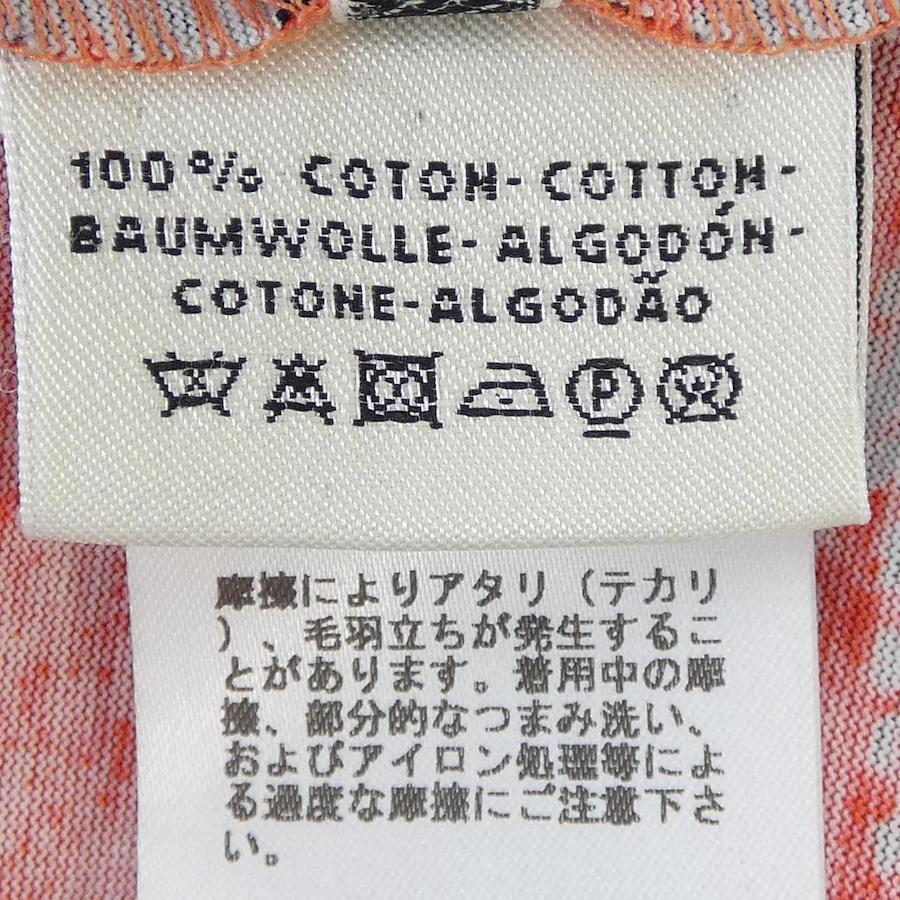 100% COTON-COTTON-
BAUMWOLLE-ALGODÓN-
COTONE-ALGODÃO
P
摩擦によりアタリ（テカリ
）、毛羽立ちが発生するこ
とがあります。着用中の摩
擦、部分的なつまみ洗い、
およびアイロン処理等によ
る過度な摩擦にご注意下さ
い。